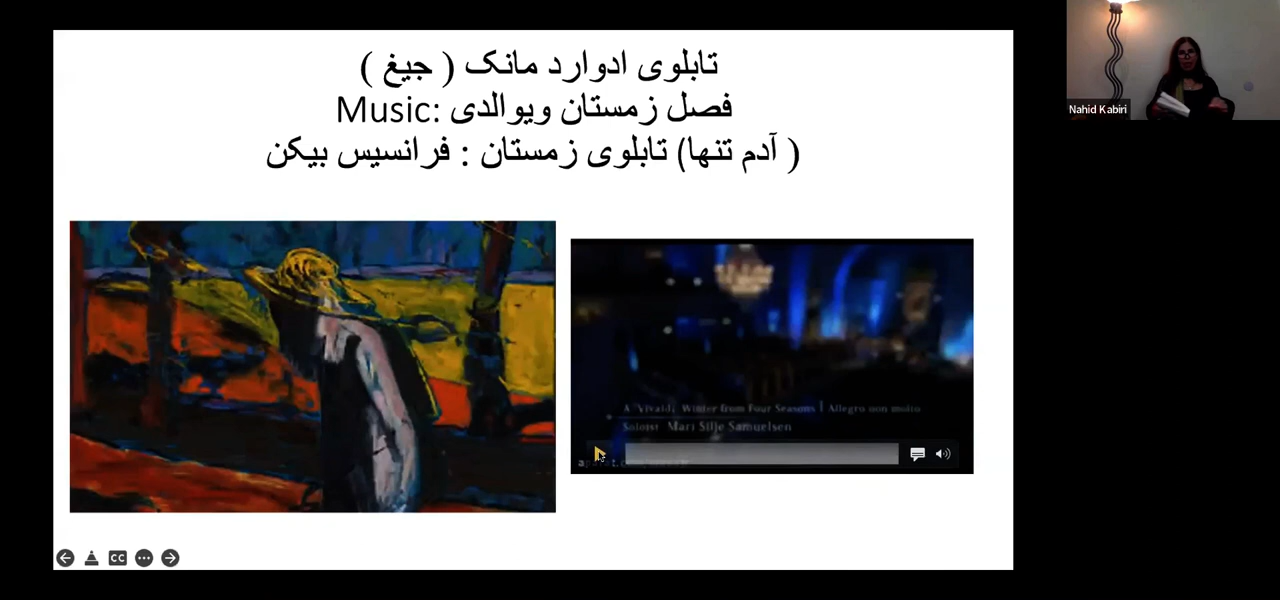 تابلوی ادوارد مانک ( جیغ )
فصل زمستان ویوالدی :Music
( آدم تنها) تابلوی زمستان : فرانسیس بیکن
Nahid Kabiri
A. Vivaldi, Winter from Four Seasons | Allegro non molto
Soloist Mari Silje Samuelsen
CC